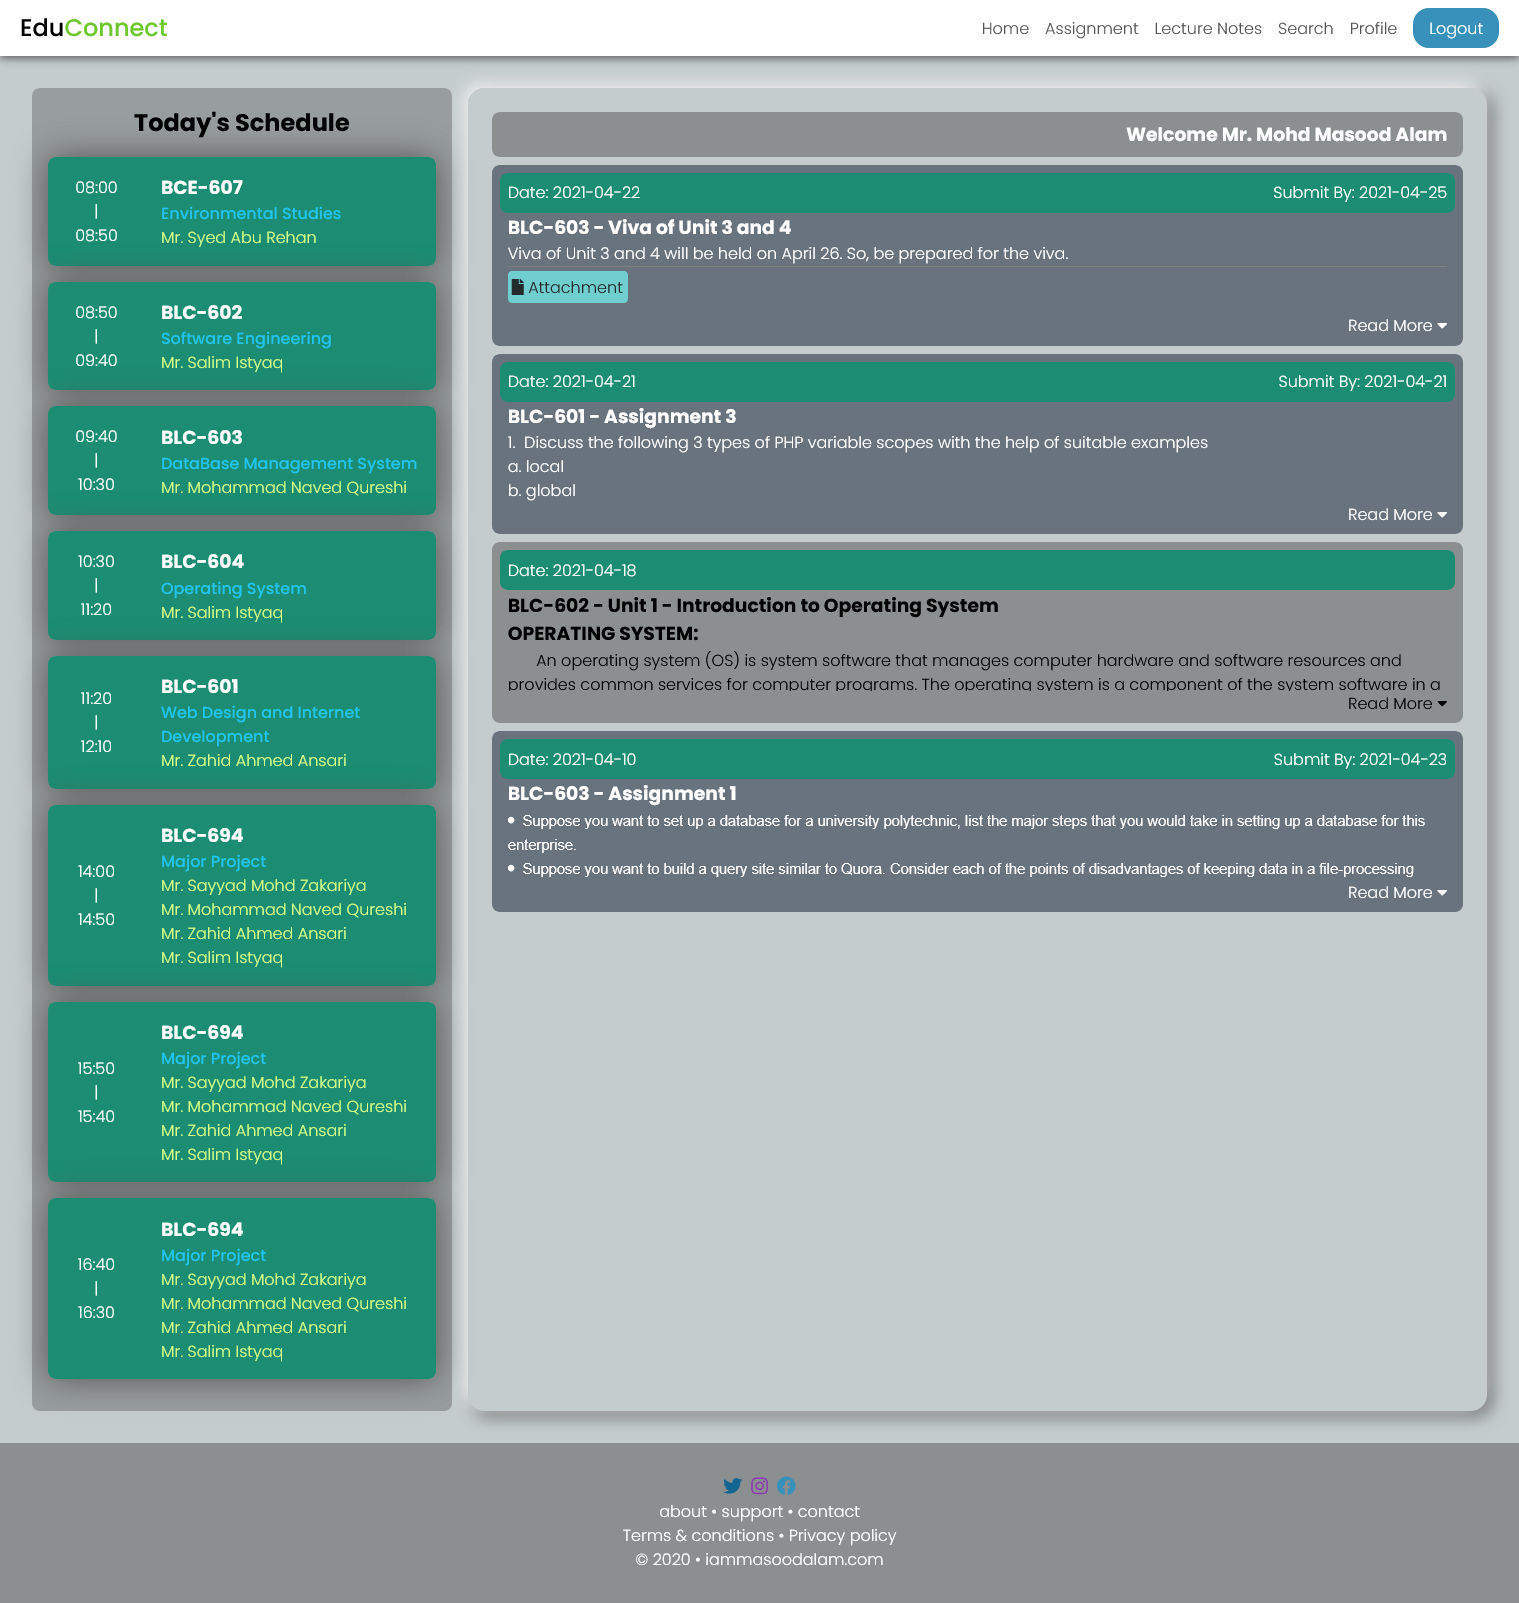 EduConnect
Home Assignment Lecture Notes Search Profile Logout
Today's Schedule
08:00
|
08:50
BCE-607
Environmental Studies
Mr. Syed Abu Rehan
08:50
|
09:40
BLC-602
Software Engineering
Mr. Salim Istyaq
09:40
|
10:30
BLC-603
DataBase Management System
Mr. Mohammad Naved Qureshi
10:30
|
11:20
BLC-604
Operating System
Mr. Salim Istyaq
11:20
|
12:10
BLC-601
Web Design and Internet
Development
Mr. Zahid Ahmed Ansari
14:00
|
14:50
BLC-694
Major Project
Mr. Sayyad Mohd Zakariya
Mr. Mohammad Naved Qureshi
Mr. Zahid Ahmed Ansari
Mr. Salim Istyaq
15:50
|
15:40
BLC-694
Major Project
Mr. Sayyad Mohd Zakariya
Mr. Mohammad Naved Qureshi
Mr. Zahid Ahmed Ansari
Mr. Salim Istyaq
16:40
|
16:30
BLC-694
Major Project
Mr. Sayyad Mohd Zakariya
Mr. Mohammad Naved Qureshi
Mr. Zahid Ahmed Ansari
Mr. Salim Istyaq
Welcome Mr. Mohd Masood Alam
Date: 2021-04-22 Submit By: 2021-04-25
BLC-603 - Viva of Unit 3 and 4
Viva of Unit 3 and 4 will be held on April 26. So, be prepared for the viva.
Attachment
Read More
Date: 2021-04-21 Submit By: 2021-04-21
BLC-601 - Assignment 3
1. Discuss the following 3 types of PHP variable scopes with the help of suitable examples
a. local
b. global
Read More
Date: 2021-04-18
BLC-602 - Unit 1 - Introduction to Operating System
OPERATING SYSTEM:
An operating system (OS) is system software that manages computer hardware and software resources and
provides common services for computer programs. The operating system is a component of the system software in a
Read More
Date: 2021-04-10 Submit By: 2021-04-23
BLC-603 - Assignment 1
• Suppose you want to set up a database for a university polytechnic, list the major steps that you would take in setting up a database for this
enterprise.
• Suppose you want to build a query site similar to Quora. Consider each of the points of disadvantages of keeping data in a file-processing
Read More
about • support • contact
Terms & conditions • Privacy policy
© 2020 • iammasoodalam.com